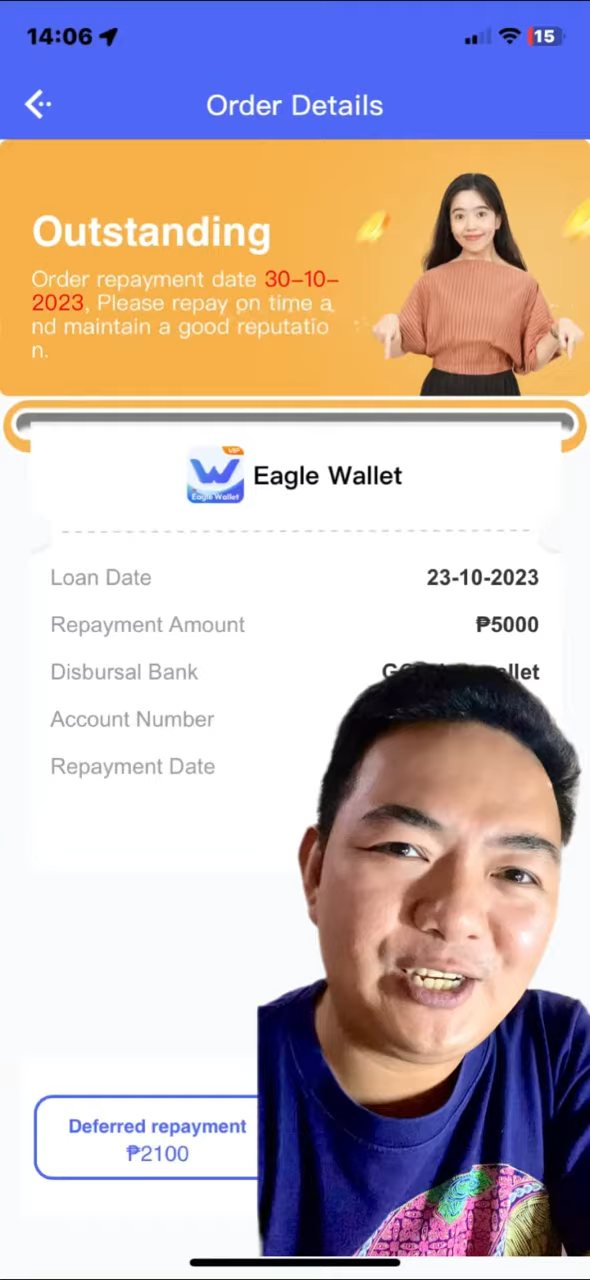 14:06
15
Order Details
Outstanding
Order repayment date 30-10-
2023, Please repay on time a
nd maintain a good reputatio
n.
VIP
Eagle Wallet
Eagle Wallet
Loan Date 23-10-2023
Repayment Amount ₱5000
Disbursal Bank
Account Number
Repayment Date
Deferred repayment
₱2100